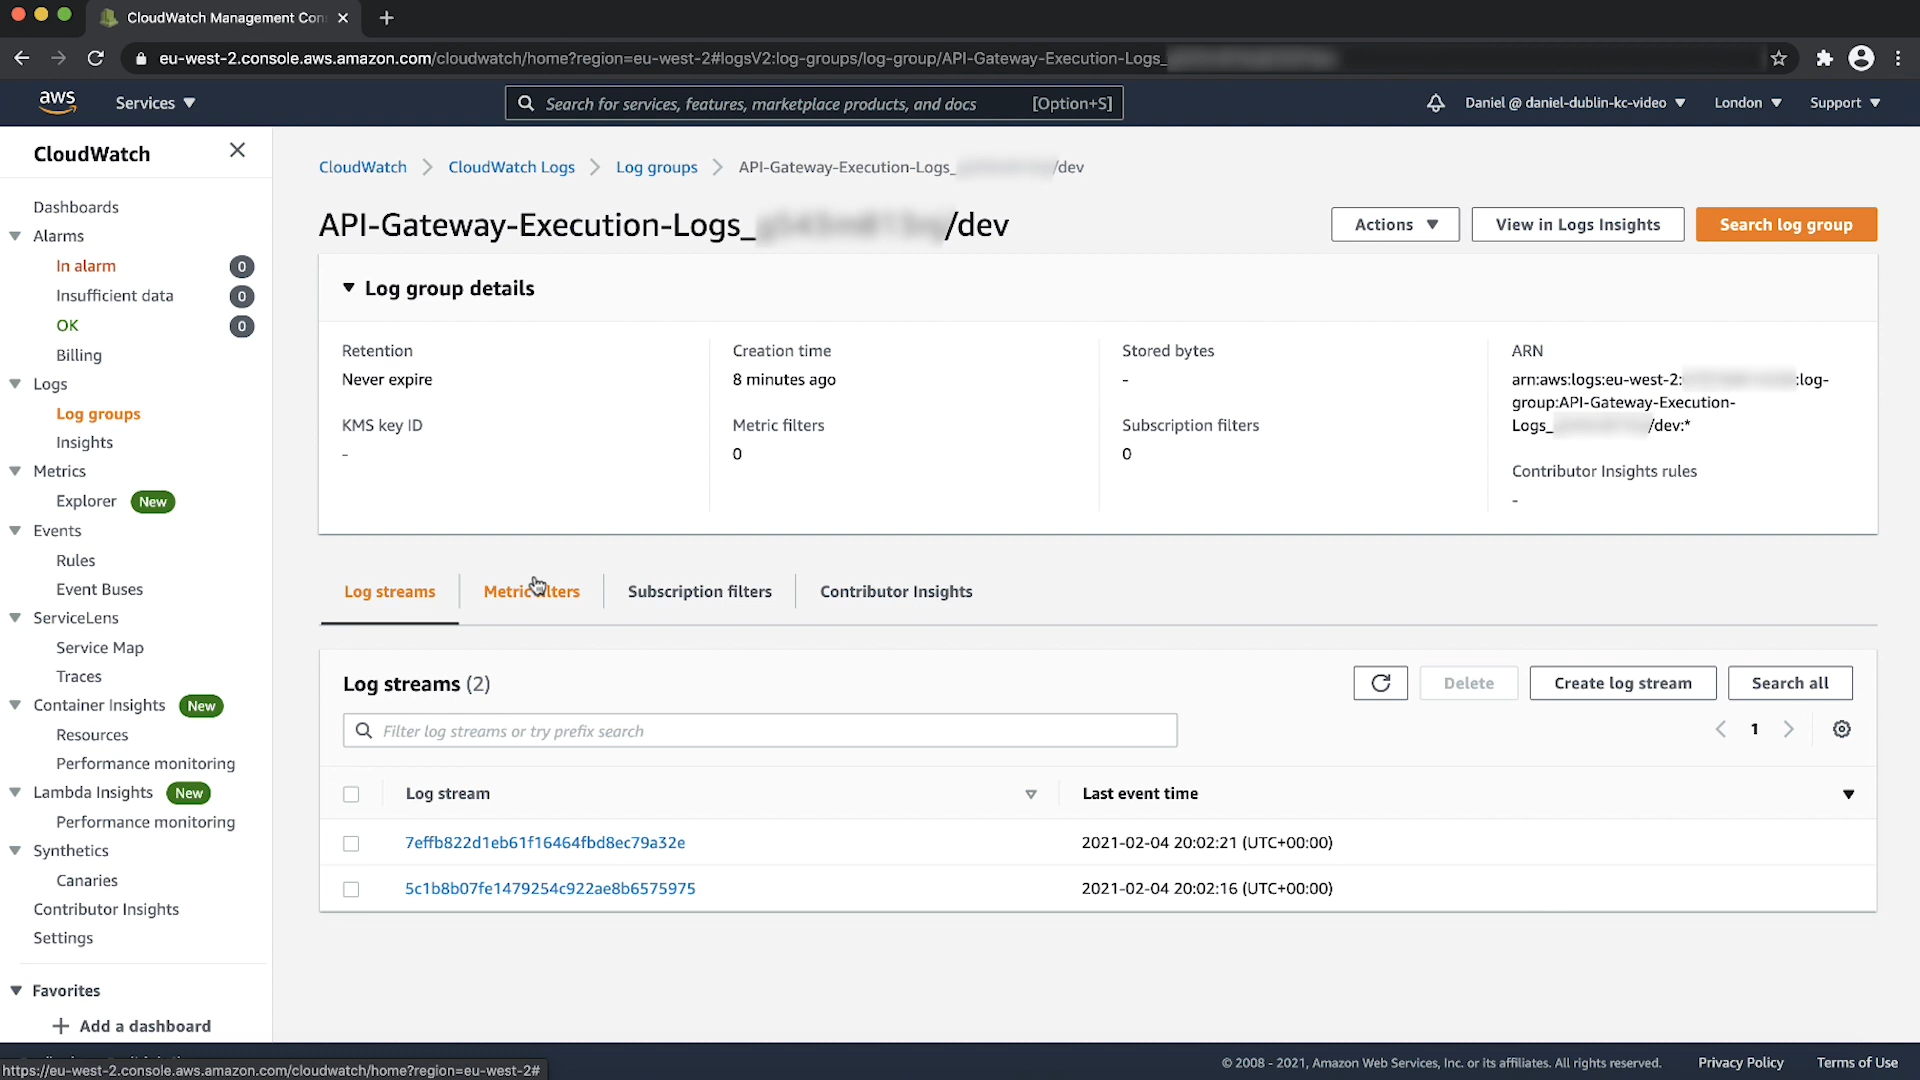 CloudWatch Management Con
eu-west-2.console.aws.amazon.com/cloudwatch/home?region=eu-west-2#logsV2:log-groups/log-group/API-Gateway-Execution-Logs_
aws
Services
Search for services, features, marketplace products, and docs
[Option+S]
Daniel @ daniel-dublin-kc-video
London
Support
CloudWatch
Dashboards
Alarms
In alarm 0
Insufficient data 0
OK 0
Billing
Logs
Log groups
Insights
Metrics
Explorer New
Events
Rules
Event Buses
ServiceLens
Service Map
Traces
Container Insights New
Resources
Performance monitoring
Lambda Insights New
Performance monitoring
Synthetics
Canaries
Contributor Insights
Settings
Favorites
Add a dashboard
CloudWatch
CloudWatch Logs
Log groups
API-Gateway-Execution-Logs_ /dev
API-Gateway-Execution-Logs_ /dev
Actions
View in Logs Insights
Search log group
Log group details
Retention
Never expire
KMS key ID
-
Creation time
8 minutes ago
Metric filters
0
Stored bytes
-
Subscription filters
0
ARN
arn:aws:logs:eu-west-2: :log-
group:API-Gateway-Execution-
Logs_ /dev:*
Contributor Insights rules
-
Log streams
Metric filters
Subscription filters
Contributor Insights
Log streams (2)
Delete
Create log stream
Search all
Filter log streams or try prefix search
1
Log stream
Last event time
7effb822d1eb61f16464fbd8ec79a32e
2021-02-04 20:02:21 (UTC+00:00)
5c1b8b07fe1479254c922ae8b6575975
2021-02-04 20:02:16 (UTC+00:00)
https://eu-west-2.console.aws.amazon.com/cloudwatch/home?region=eu-west-2#
© 2008 - 2021, Amazon Web Services, Inc. or its affiliates. All rights reserved.
Privacy Policy
Terms of Use